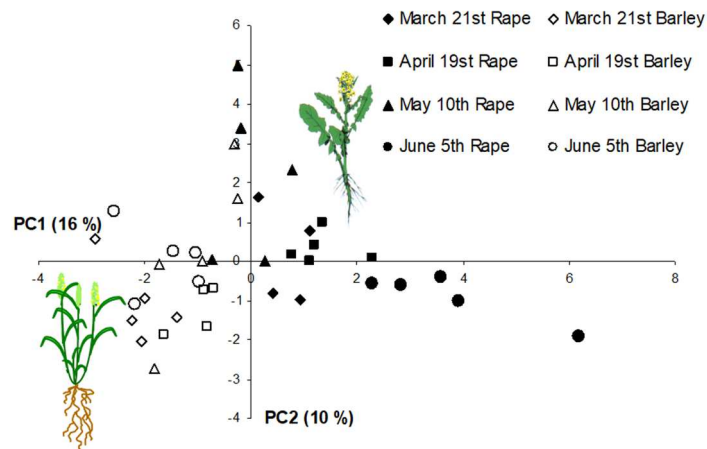 6
5
4
3
2
1
0
-1
-2
-3
-4
-4 -2 0 2 4 6 8
PC1 (16 %)
PC2 (10 %)
March 21st Rape March 21st Barley
April 19st Rape April 19st Barley
May 10th Rape May 10th Barley
June 5th Rape June 5th Barley